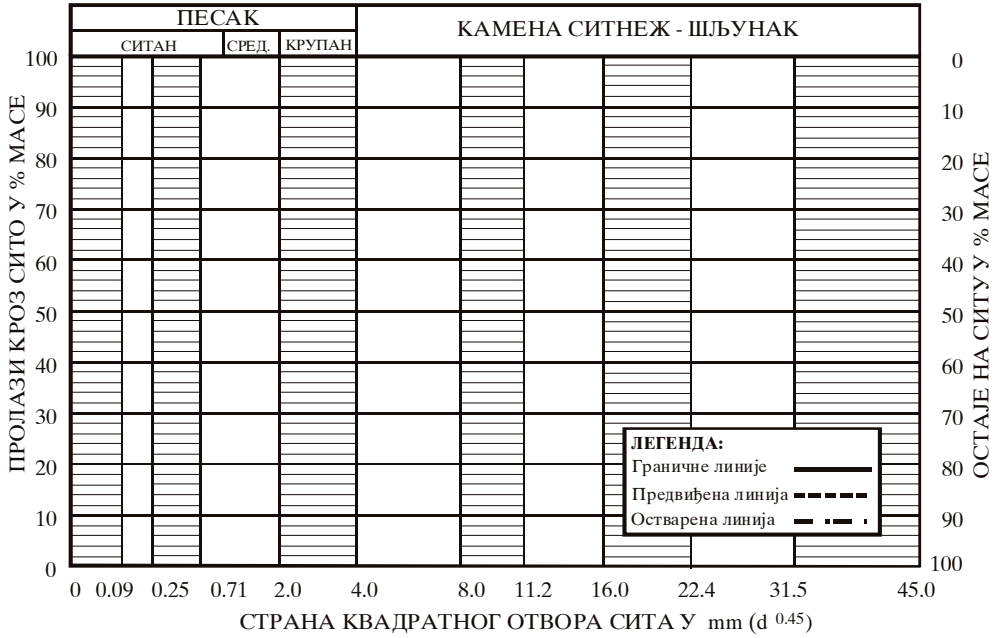 ПЕСАК
КАМЕНА СИТНЕЖ - ШЉУНАК
СИТАН
СРЕД.
КРУПАН
ПРОЛАЗИ КРОЗ СИТО У % МАСЕ
100
90
80
70
60
50
40
30
20
10
0
0
10
20
30
40
50
60
70
80
90
100
ОСТАЈЕ НА СИТУ У % МАСЕ
ЛЕГЕНДА:
Граничне линије
Предвиђена линија
Остварена линија
0 0.09 0.25 0.71 2.0 4.0 8.0 11.2 16.0 22.4 31.5 45.0
СТРАНА КВАДРАТНОГ ОТВОРА СИТА У mm (d 0.45)